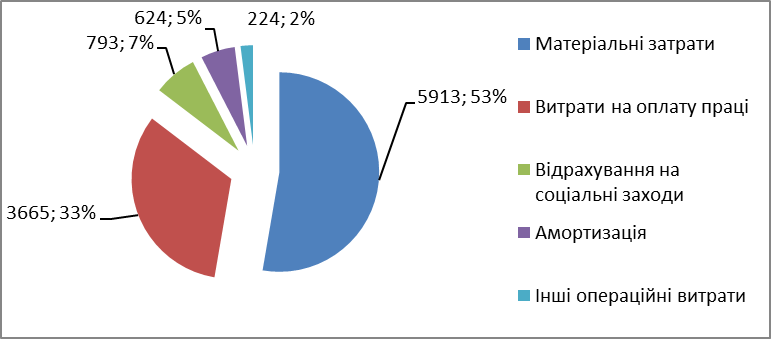 624; 5%
224; 2%
793; 7%
5913; 53%
3665; 33%
Матеріальні затрати
Витрати на оплату праці
Відрахування на
соціальні заходи
Амортизація
Інші операційні витрати